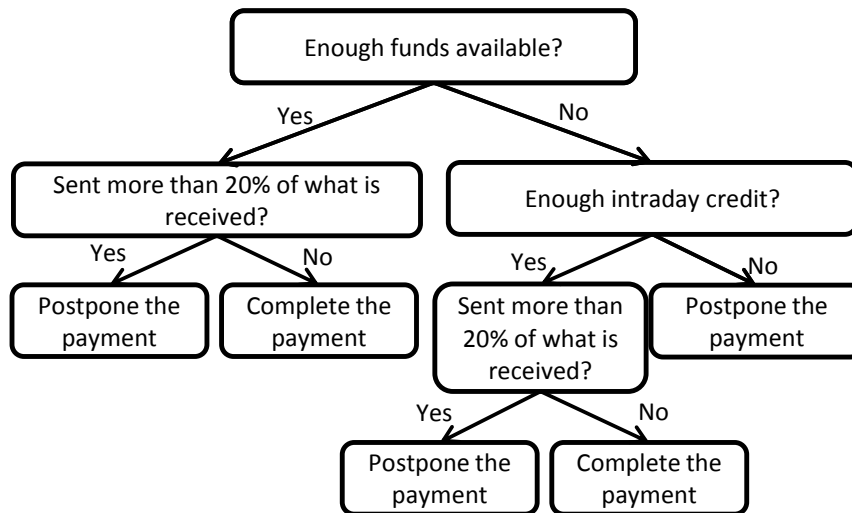 Enough funds available?
Yes
No
Sent more than 20% of what is
received?
Enough intraday credit?
Yes
No
Yes
No
Postpone the
payment
Complete the
payment
Sent more than
20% of what is
received?
Postpone the
payment
Yes
No
Postpone the
payment
Complete the
payment